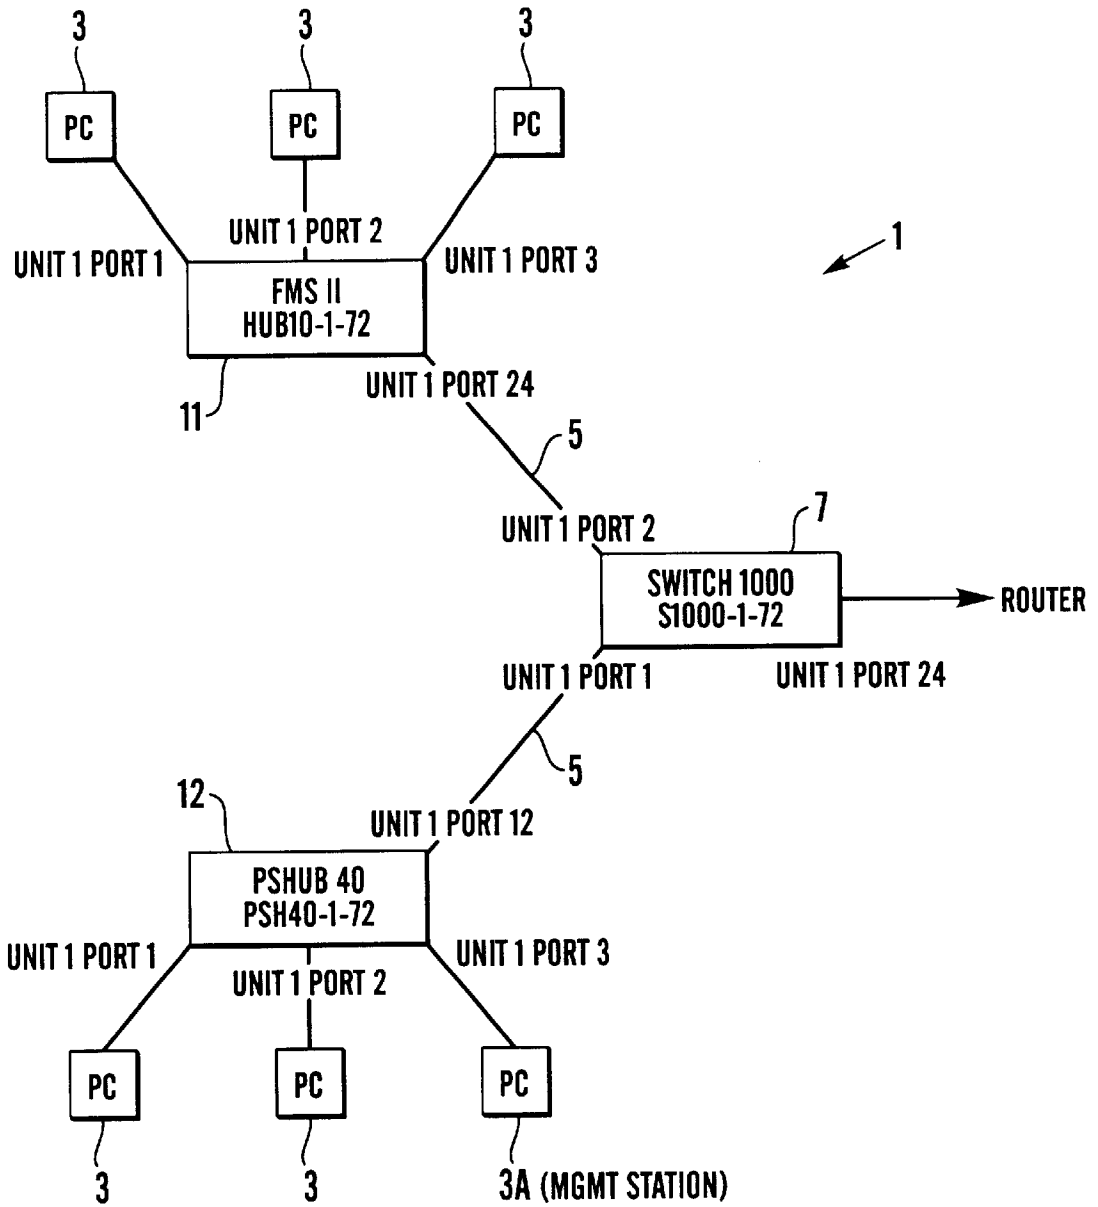 3 3 3
PC PC PC
UNIT 1 PORT 2
UNIT 1 PORT 1
UNIT 1 PORT 3
1
FMS II
HUB10-1-72
UNIT 1 PORT 24
11
5
7
UNIT 1 PORT 2
SWITCH 1000
S1000-1-72
ROUTER
UNIT 1 PORT 1
UNIT 1 PORT 24
5
12
UNIT 1 PORT 12
PSHUB 40
PSH40-1-72
UNIT 1 PORT 1
UNIT 1 PORT 2
UNIT 1 PORT 3
PC PC PC
3 3 3A (MGMT STATION)